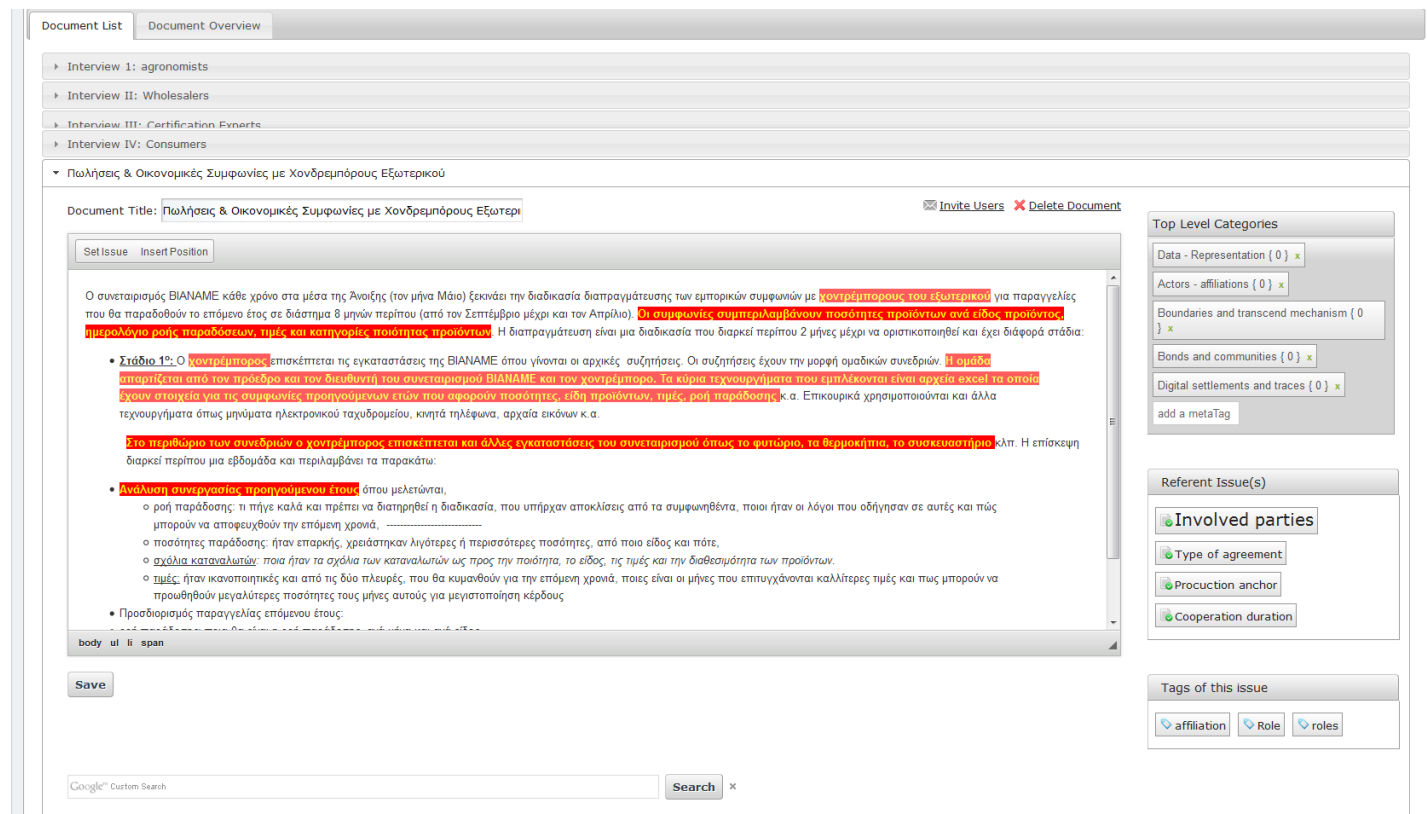 Document List Document Overview
Interview 1: agronomists
Interview II: Wholesalers
Interview III: Certification Experts
Interview IV: Consumers
Πωλήσεις & Οικονομικές Συμφωνίες με Χονδρεμπόρους Εξωτερικού
Document Title: Πωλήσεις & Οικονομικές Συμφωνίες με Χονδρεμπόρους Εξωτερι
Invite Users Delete Document
Set Issue Insert Position
Ο συνεταιρισμός ΒΙΑΝΑΜΕ κάθε χρόνο στα μέσα της Άνοιξης (τον μήνα Μάιο) ξεκινάει την διαδικασία διαπραγμάτευσης των εμπορικών συμφωνιών με χοντρέμπορους του εξωτερικού για παραγγελίες
που θα παραδοθούν το επόμενο έτος σε διάστημα 8 μηνών περίπου (από τον Σεπτέμβριο μέχρι και τον Απρίλιο). Οι συμφωνίες συμπεριλαμβάνουν ποσότητες προϊόντων ανά είδος προϊόντος,
ημερολόγιο ροής παραδόσεων, τιμές και κατηγορίες ποιότητας προϊόντων. Η διαπραγμάτευση είναι μια διαδικασία που διαρκεί περίπου 2 μήνες μέχρι να οριστικοποιηθεί και έχει διάφορά στάδια:
• Στάδιο 1º: Ο χοντρέμπορος επισκέπτεται τις εγκαταστάσεις της ΒΙΑΝΑΜΕ όπου γίνονται οι αρχικές συζητήσεις. Οι συζητήσεις έχουν την μορφή ομαδικών συνεδριών. Η ομάδα
απαρτίζεται από τον πρόεδρο και τον διευθυντή του συνεταιρισμού ΒΙΑΝΑΜΕ και τον χοντρέμπορο. Τα κύρια τεχνουργήματα που εμπλέκονται είναι αρχεία excel τα οποία
έχουν στοιχεία για τις συμφωνίες προηγούμενων ετών που αφορούν ποσότητες, είδη προϊόντων, τιμές, ροή παράδοσης κ.α. Επικουρικά χρησιμοποιούνται και άλλα
τεχνουργήματα όπως μηνύματα ηλεκτρονικού ταχυδρομείου, κινητά τηλέφωνα, αρχαία εικόνων κ.α.
Στο περιθώριο των συνεδριών ο χοντρέμπορος επισκέπτεται και άλλες εγκαταστάσεις του συνεταιρισμού όπως το φυτώριο, τα θερμοκήπια, το συσκευαστήριο κλπ. Η επίσκεψη
διαρκεί περίπου μια εβδομάδα και περιλαμβάνει τα παρακάτω:
• Ανάλυση συνεργασίας προηγούμενου έτους όπου μελετώνται,
ροή παράδοσης: τι πήγε καλά και πρέπει να διατηρηθεί η διαδικασία, που υπήρχαν αποκλίσεις από τα συμφωνηθέντα, ποιοι ήταν οι λόγοι που οδήγησαν σε αυτές και πώς
μπορούν να αποφευχθούν την επόμενη χρονιά, ----------------------------
ποσότητες παράδοσης: ήταν επαρκής, χρειάστηκαν λιγότερες ή περισσότερες ποσότητες, από ποιο είδος και πότε,
σχόλια καταναλωτών: ποια ήταν τα σχόλια των καταναλωτών ως προς την ποιότητα, το είδος, τις τιμές και την διαθεσιμότητα των προϊόντων.
τιμές: ήταν ικανοποιητικές και από τις δύο πλευρές, που θα κυμανθούν για την επόμενη χρονιά, ποιες είναι οι μήνες που επιτυγχάνονται καλλίτερες τιμές και πως μπορούν να
προωθηθούν μεγαλύτερες ποσότητες τους μήνες αυτούς για μεγιστοποίηση κέρδους
• Προσδιορισμός παραγγελίας επόμενου έτους:
body ul li span
Save
Google™ Custom Search Search ×
Top Level Categories
Data - Representation { 0 } x
Actors - affiliations { 0 } x
Boundaries and transcend mechanism { 0
} x
Bonds and communities { 0 } x
Digital settlements and traces { 0 } x
add a metaTag
Referent Issue(s)
Involved parties
Type of agreement
Procuction anchor
Cooperation duration
Tags of this issue
affiliation Role roles